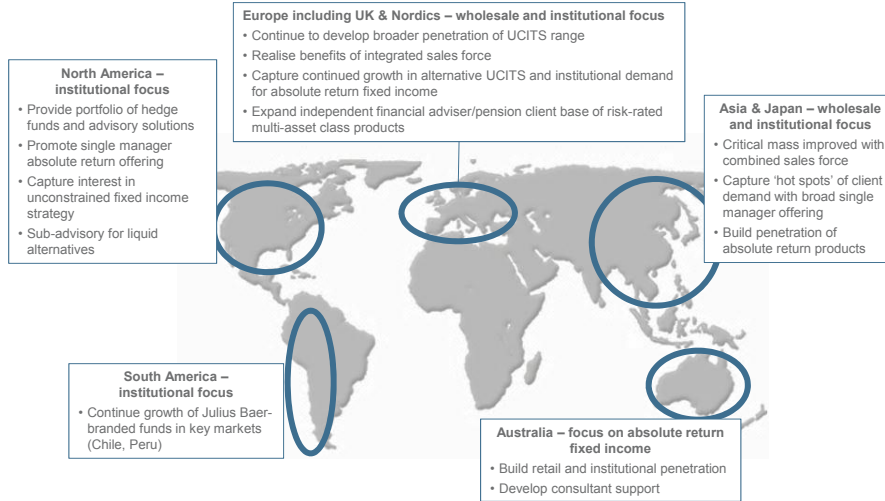 Europe including UK & Nordics – wholesale and institutional focus
• Continue to develop broader penetration of UCITS range
• Realise benefits of integrated sales force
• Capture continued growth in alternative UCITS and institutional demand
for absolute return fixed income
• Expand independent financial adviser/pension client base of risk-rated
multi-asset class products
North America –
institutional focus
• Provide portfolio of hedge
funds and advisory solutions
• Promote single manager
absolute return offering
• Capture interest in
unconstrained fixed income
strategy
• Sub-advisory for liquid
alternatives
Asia & Japan – wholesale
and institutional focus
• Critical mass improved with
combined sales force
• Capture ‘hot spots’ of client
demand with broad single
manager offering
• Build penetration of
absolute return products
South America –
institutional focus
• Continue growth of Julius Baer-
branded funds in key markets
(Chile, Peru)
Australia – focus on absolute return
fixed income
• Build retail and institutional penetration
• Develop consultant support